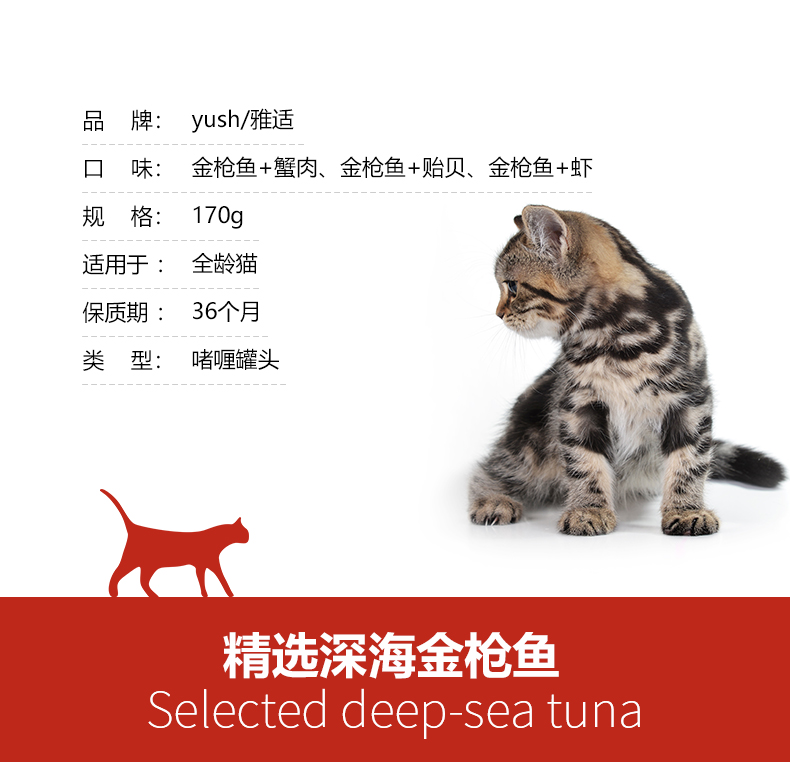 品　牌： yush/雅适
口　味： 金枪鱼+蟹肉、金枪鱼+贻贝、金枪鱼+虾
规　格： 170g
适用于： 全龄猫
保质期： 36个月
类　型： 啫喱罐头
精选深海金枪鱼
Selected deep-sea tuna